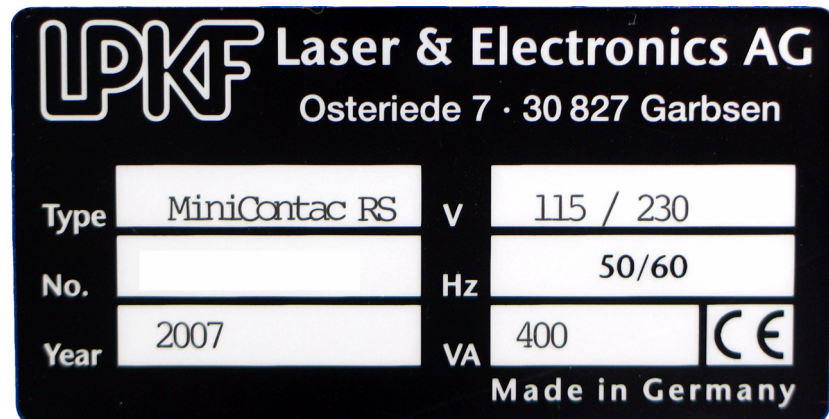 LPKF Laser & Electronics AG
Osteriede 7 · 30 827 Garbsen
Type MiniContac RS V 115 / 230
No. Hz 50/60
Year 2007 VA 400 CE
Made in Germany